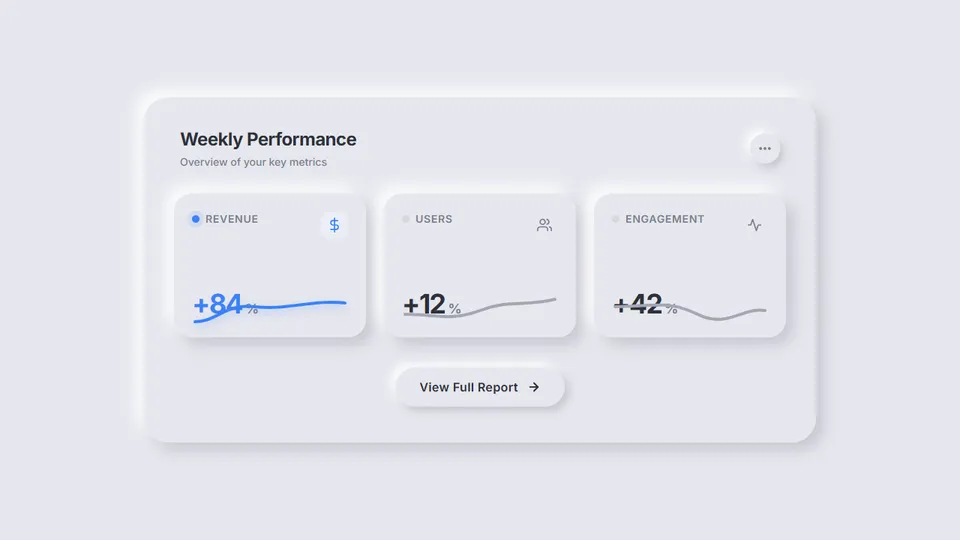 Weekly Performance
Overview of your key metrics
REVENUE
$
+84%
USERS
+12%
ENGAGEMENT
+42%
View Full Report →